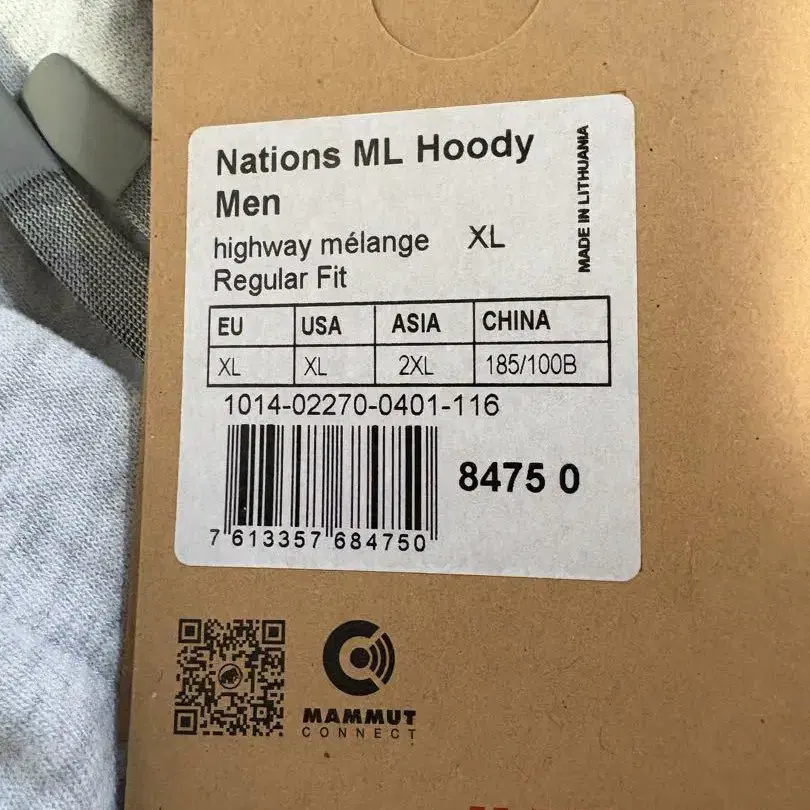 Nations ML Hoody
Men
highway mélange XL
Regular Fit
MADE IN LITHUANIA
EU USA ASIA CHINA
XL XL 2XL 185/100B
1014-02270-0401-116
8475 0
7 613357 684750
MAMMUT
CONNECT